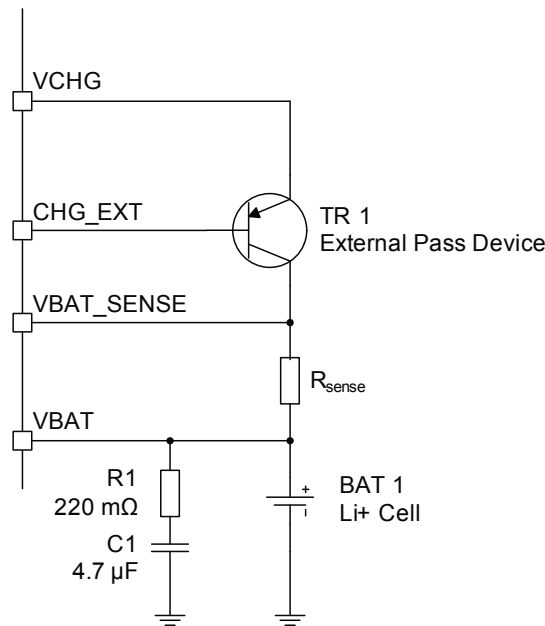 VCHG
CHG_EXT
TR 1
External Pass Device
VBAT_SENSE
Rsense
VBAT
R1
220 mΩ
C1
4.7 µF
+
–
BAT 1
Li+ Cell